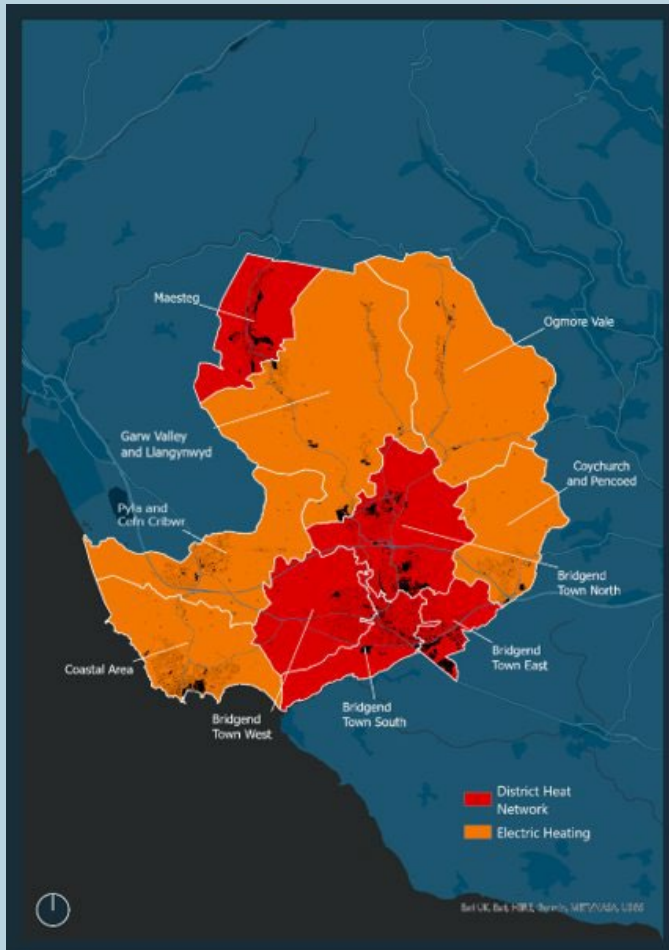 Maesteg
Ogmore Vale
Garw Valley
and Llangynwyd
Coychurch
and Pencoed
Pyla and
Cefn Cribwr
Bridgend
Town North
Bridgend
Town East
Coastal Area
Bridgend
Town West
Bridgend
Town South
District Heat
Network
Electric Heating